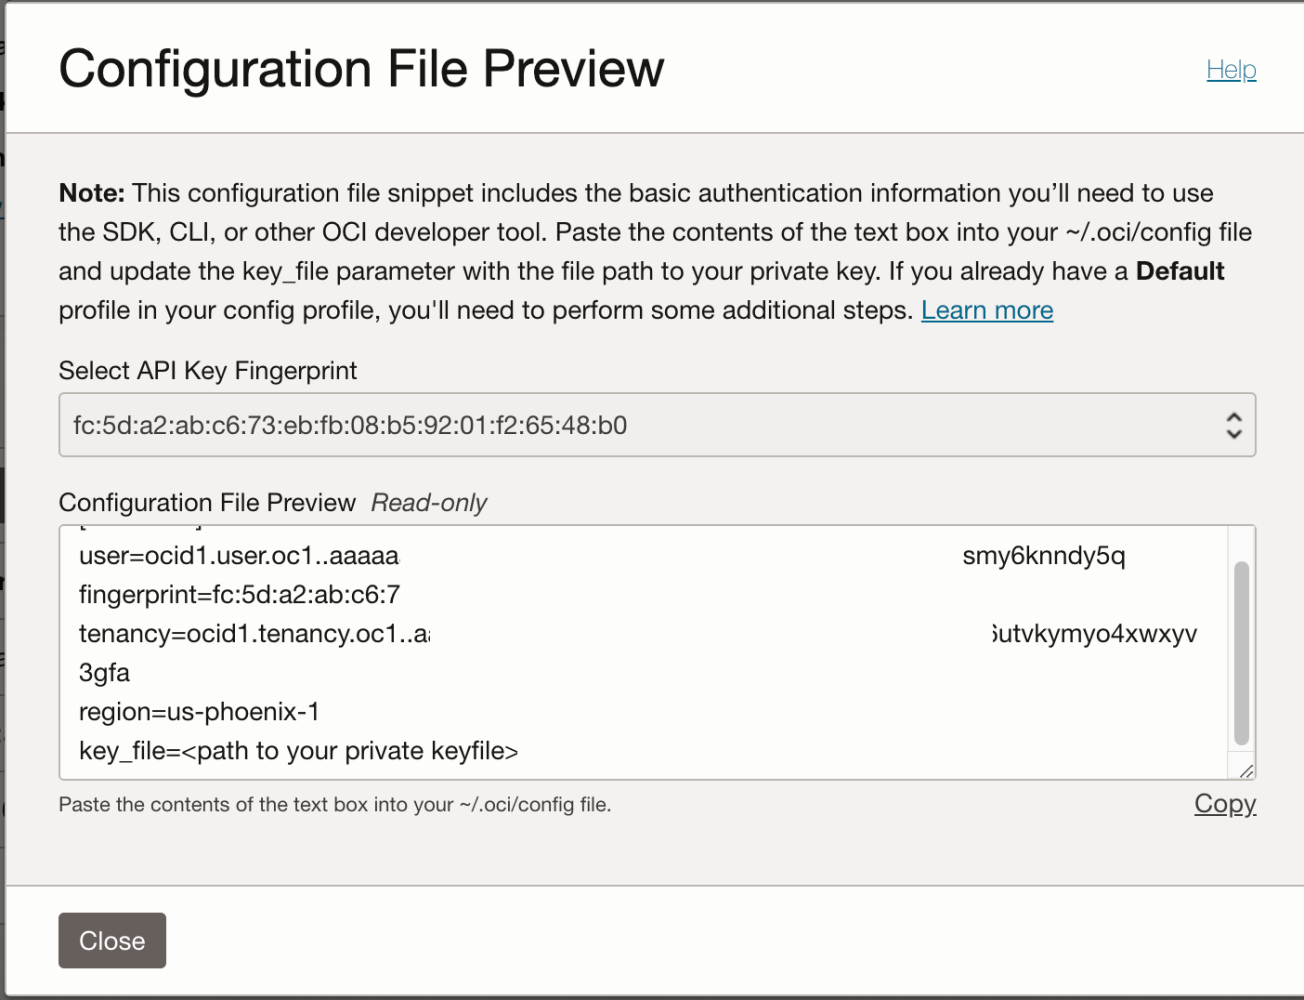 Configuration File Preview
Help
Note: This configuration file snippet includes the basic authentication information you’ll need to use
the SDK, CLI, or other OCI developer tool. Paste the contents of the text box into your ~/.oci/config file
and update the key_file parameter with the file path to your private key. If you already have a Default
profile in your config profile, you'll need to perform some additional steps. Learn more
Select API Key Fingerprint
fc:5d:a2:ab:c6:73:eb:fb:08:b5:92:01:f2:65:48:b0
Configuration File Preview Read-only
user=ocid1.user.oc1..aaaaa smy6knndy5q
fingerprint=fc:5d:a2:ab:c6:7
tenancy=ocid1.tenancy.oc1..a utvkymyo4xwxyv
3gfa
region=us-phoenix-1
key_file=<path to your private keyfile>
Paste the contents of the text box into your ~/.oci/config file.
Copy
Close